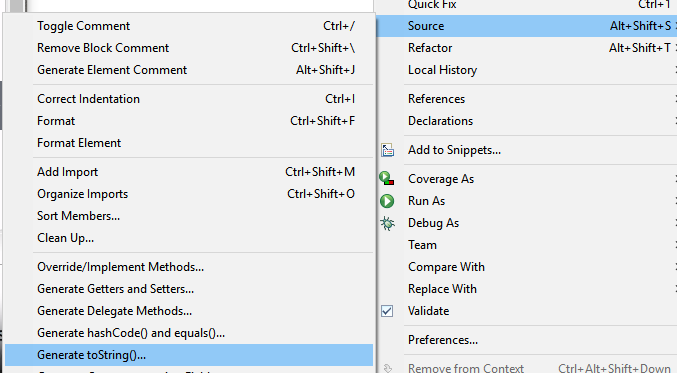 Toggle Comment Ctrl+/
Remove Block Comment Ctrl+Shift+\
Generate Element Comment Alt+Shift+J
Correct Indentation Ctrl+I
Format Ctrl+Shift+F
Format Element
Add Import Ctrl+Shift+M
Organize Imports Ctrl+Shift+O
Sort Members...
Clean Up...
Override/Implement Methods...
Generate Getters and Setters...
Generate Delegate Methods...
Generate hashCode() and equals()...
Generate toString()...
Quick Fix Ctrl+1
Source Alt+Shift+S
Refactor Alt+Shift+T
Local History
References
Declarations
Add to Snippets...
Coverage As
Run As
Debug As
Team
Compare With
Replace With
Validate
Preferences...
Remove from Context Ctrl+Alt+Shift+Down